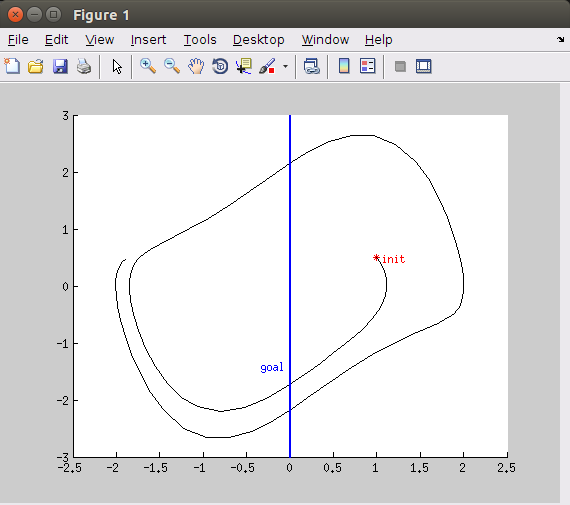 Figure 1
File Edit View Insert Tools Desktop Window Help
3
2
1
init
0
-1
goal
-2
-3
-2.5 -2 -1.5 -1 -0.5 0 0.5 1 1.5 2 2.5